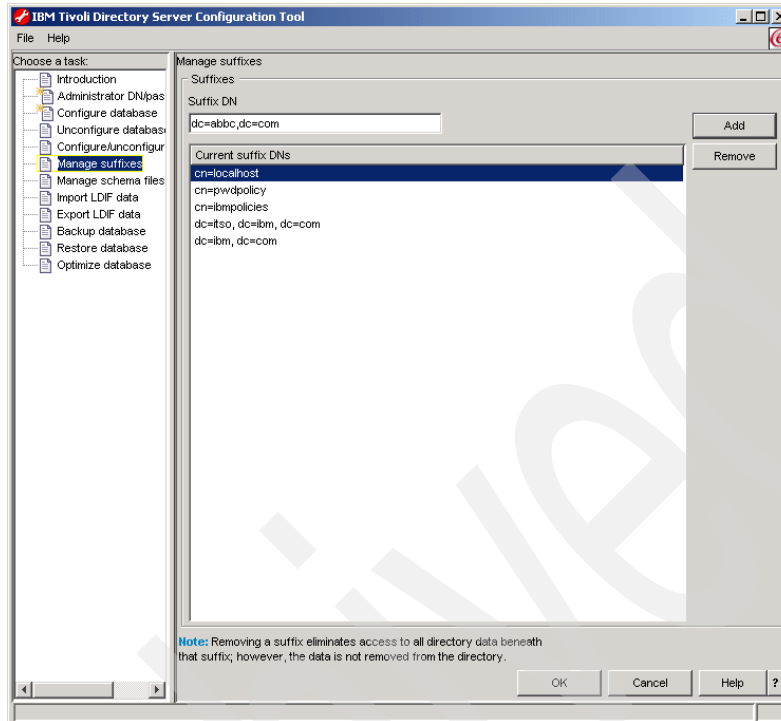 IBM Tivoli Directory Server Configuration Tool
File Help
Choose a task:
Introduction
Administrator DN/pas
Configure database
Unconfigure databas
Configure/unconfigur
Manage suffixes
Manage schema files
Import LDIF data
Export LDIF data
Backup database
Restore database
Optimize database
Manage suffixes
Suffixes
Suffix DN
dc=abbc,dc=com
Add
Current suffix DNs
Remove
cn=localhost
cn=pwdpolicy
cn=ibmpolicies
dc=itso, dc=ibm, dc=com
dc=ibm, dc=com
Note: Removing a suffix eliminates access to all directory data beneath
that suffix; however, the data is not removed from the directory.
OK Cancel Help ?